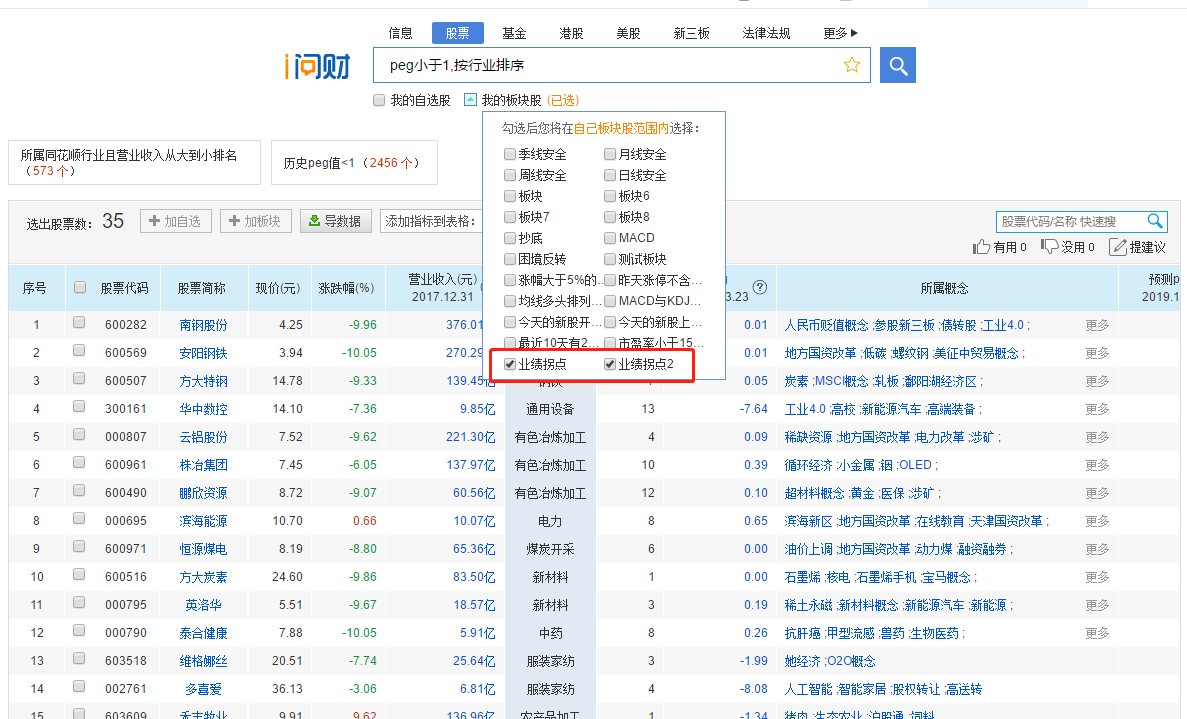 信息 股票 基金 港股 美股 新三板 法律法规 更多
i问财 peg小于1,按行业排序
我的自选股 我的板块股 (已选)
勾选后您将在自己板块股范围内选择:
季线安全 月线安全
周线安全 日线安全
板块 板块6
板块7 板块8
抄底 MACD
困境反转 测试板块
涨幅大于5%的... 昨天涨停不含...
均线多头排列... MACD与KDJ...
今天的新股开... 今天的新股上...
最近10天有2... 市盈率小于15...
业绩拐点 业绩拐点2
所属同花顺行业且营业收入从大到小排名
(573 个)
历史peg值<1 (2456 个)
选出股票数: 35 加自选 加板块 导数据 添加指标到表格:
股票代码/名称 快速搜
有用 0 没用 0 提建议
序号 股票代码 股票简称 现价(元) 涨跌幅(%) 营业收入(元) 2017.12.31 3.23 所属概念 预测p 2019.1
1 600282 南钢股份 4.25 -9.96 376.01 0.01 人民币贬值概念 ;参股新三板 ;债转股 ;工业4.0 ; 更多
2 600569 安阳钢铁 3.94 -10.05 270.29 0.01 地方国资改革 ;低碳 ;螺纹钢 ;美征中贸易概念 ; 更多
3 600507 方大特钢 14.78 -9.33 139.45亿 0.05 炭素 ;MSCI概念 ;轧板 ;鄱阳湖经济区 ; 更多
4 300161 华中数控 14.10 -7.36 9.85亿 通用设备 13 -7.64 工业4.0 ;高校 ;新能源汽车 ;高端装备 ; 更多
5 000807 云铝股份 7.52 -9.62 221.30亿 有色冶炼加工 4 0.09 稀缺资源 ;地方国资改革 ;电力改革 ;涉矿 ; 更多
6 600961 株冶集团 7.45 -6.05 137.97亿 有色冶炼加工 10 0.39 循环经济 ;小金属 ;铟 ;OLED ; 更多
7 600490 鹏欣资源 8.72 -9.07 60.56亿 有色冶炼加工 12 0.10 超材料概念 ;黄金 ;医保 ;涉矿 ; 更多
8 000695 滨海能源 10.70 0.66 10.07亿 电力 8 0.65 滨海新区 ;地方国资改革 ;在线教育 ;天津国资改革 ; 更多
9 600971 恒源煤电 8.19 -8.80 65.36亿 煤炭开采 6 0.00 油价上调 ;地方国资改革 ;动力煤 ;融资融券 ; 更多
10 600516 方大炭素 24.60 -9.86 83.50亿 新材料 1 0.00 石墨烯 ;核电 ;石墨烯手机 ;宝马概念 ; 更多
11 000795 英洛华 5.51 -9.67 18.57亿 新材料 3 0.19 稀土永磁 ;新材料概念 ;新能源汽车 ;新能源 ; 更多
12 000790 泰合健康 7.88 -10.05 5.91亿 中药 8 0.26 抗肝癌 ;甲型流感 ;兽药 ;生物医药 ; 更多
13 603518 维格娜丝 20.51 -7.74 25.64亿 服装家纺 3 -1.99 她经济 ;O2O概念
14 002761 多喜爱 36.13 -3.06 6.81亿 服装家纺 4 -8.08 人工智能 ;智能家居 ;股权转让 ;高送转
15 603609 禾丰牧业 9.91 9.62 136.96亿 农产品加工 1 -1.34 猪肉 ;生态农业 ;沪股通 ;饲料